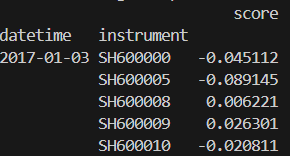 score
datetime instrument
2017-01-03 SH600000 -0.045112
SH600005 -0.089145
SH600008 0.006221
SH600009 0.026301
SH600010 -0.020811